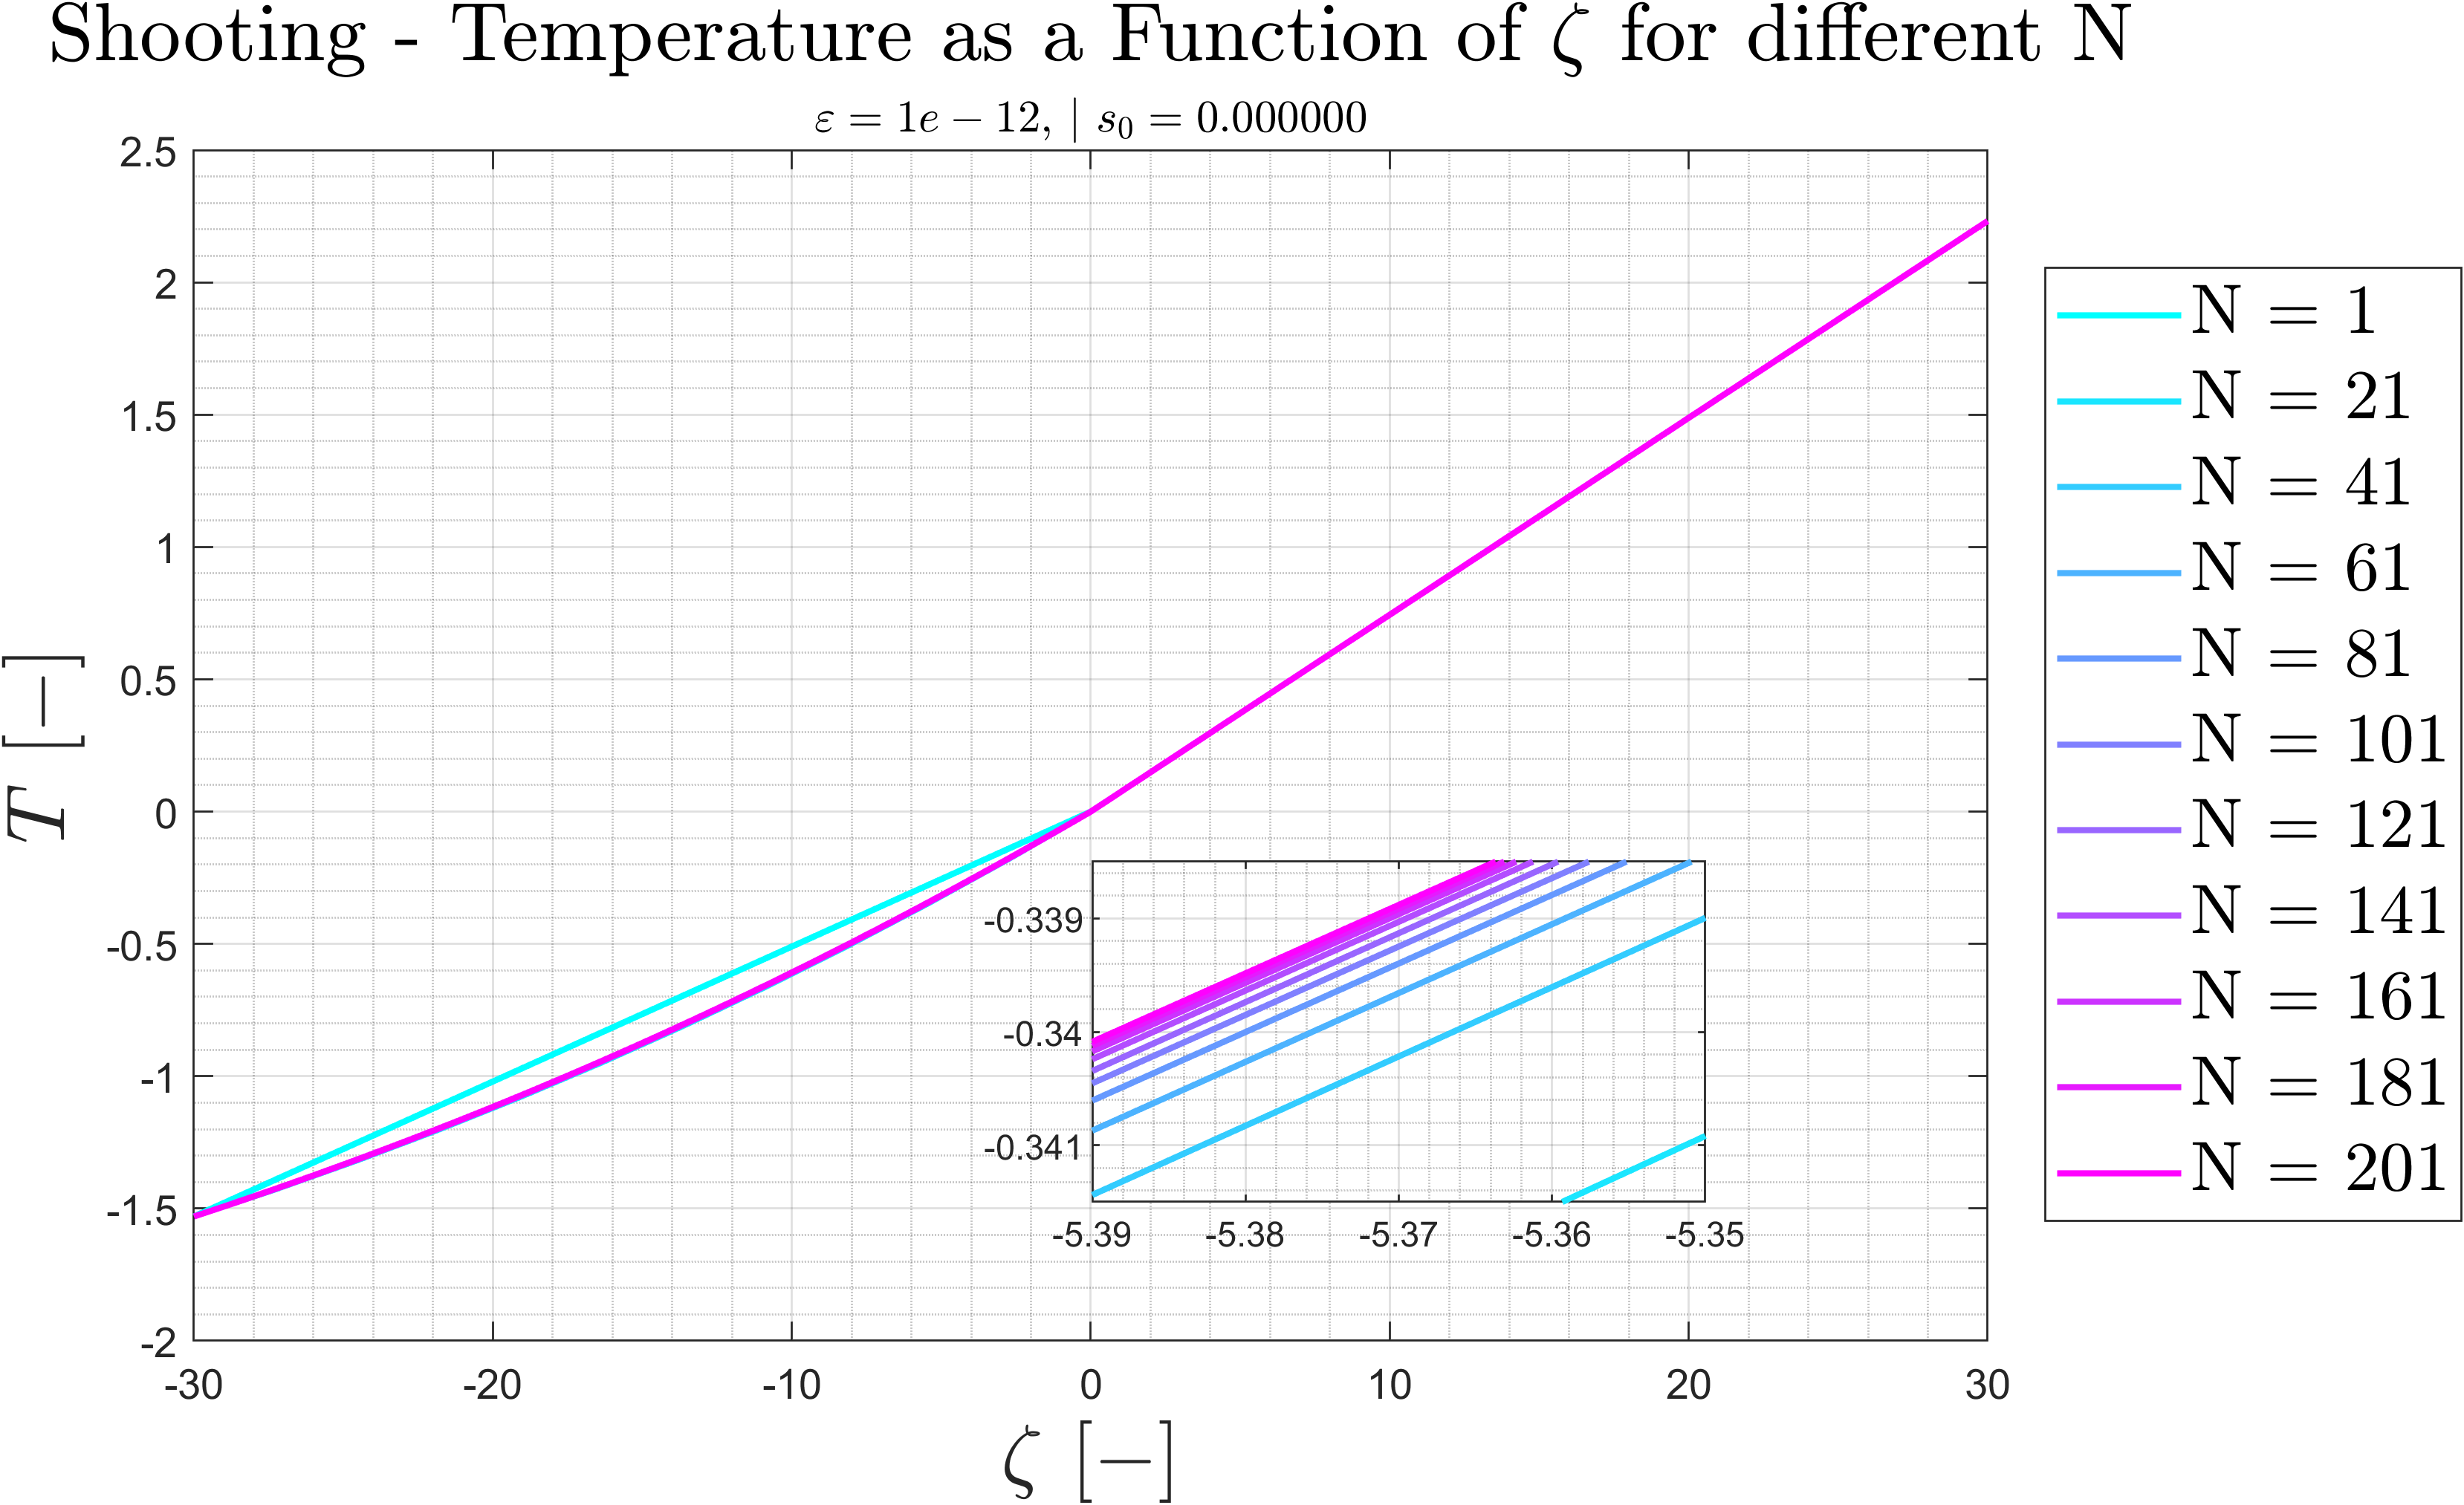 Shooting - Temperature as a Function of ζ for different N
ε = 1e − 12, | s₀ = 0.000000
2.5
2
1.5
1
0.5
0
-0.5
-1
-1.5
-2
T [−]
-30
-20
-10
0
10
20
30
ζ [−]
-0.339
-0.34
-0.341
-5.39
-5.38
-5.37
-5.36
-5.35
N = 1
N = 21
N = 41
N = 61
N = 81
N = 101
N = 121
N = 141
N = 161
N = 181
N = 201